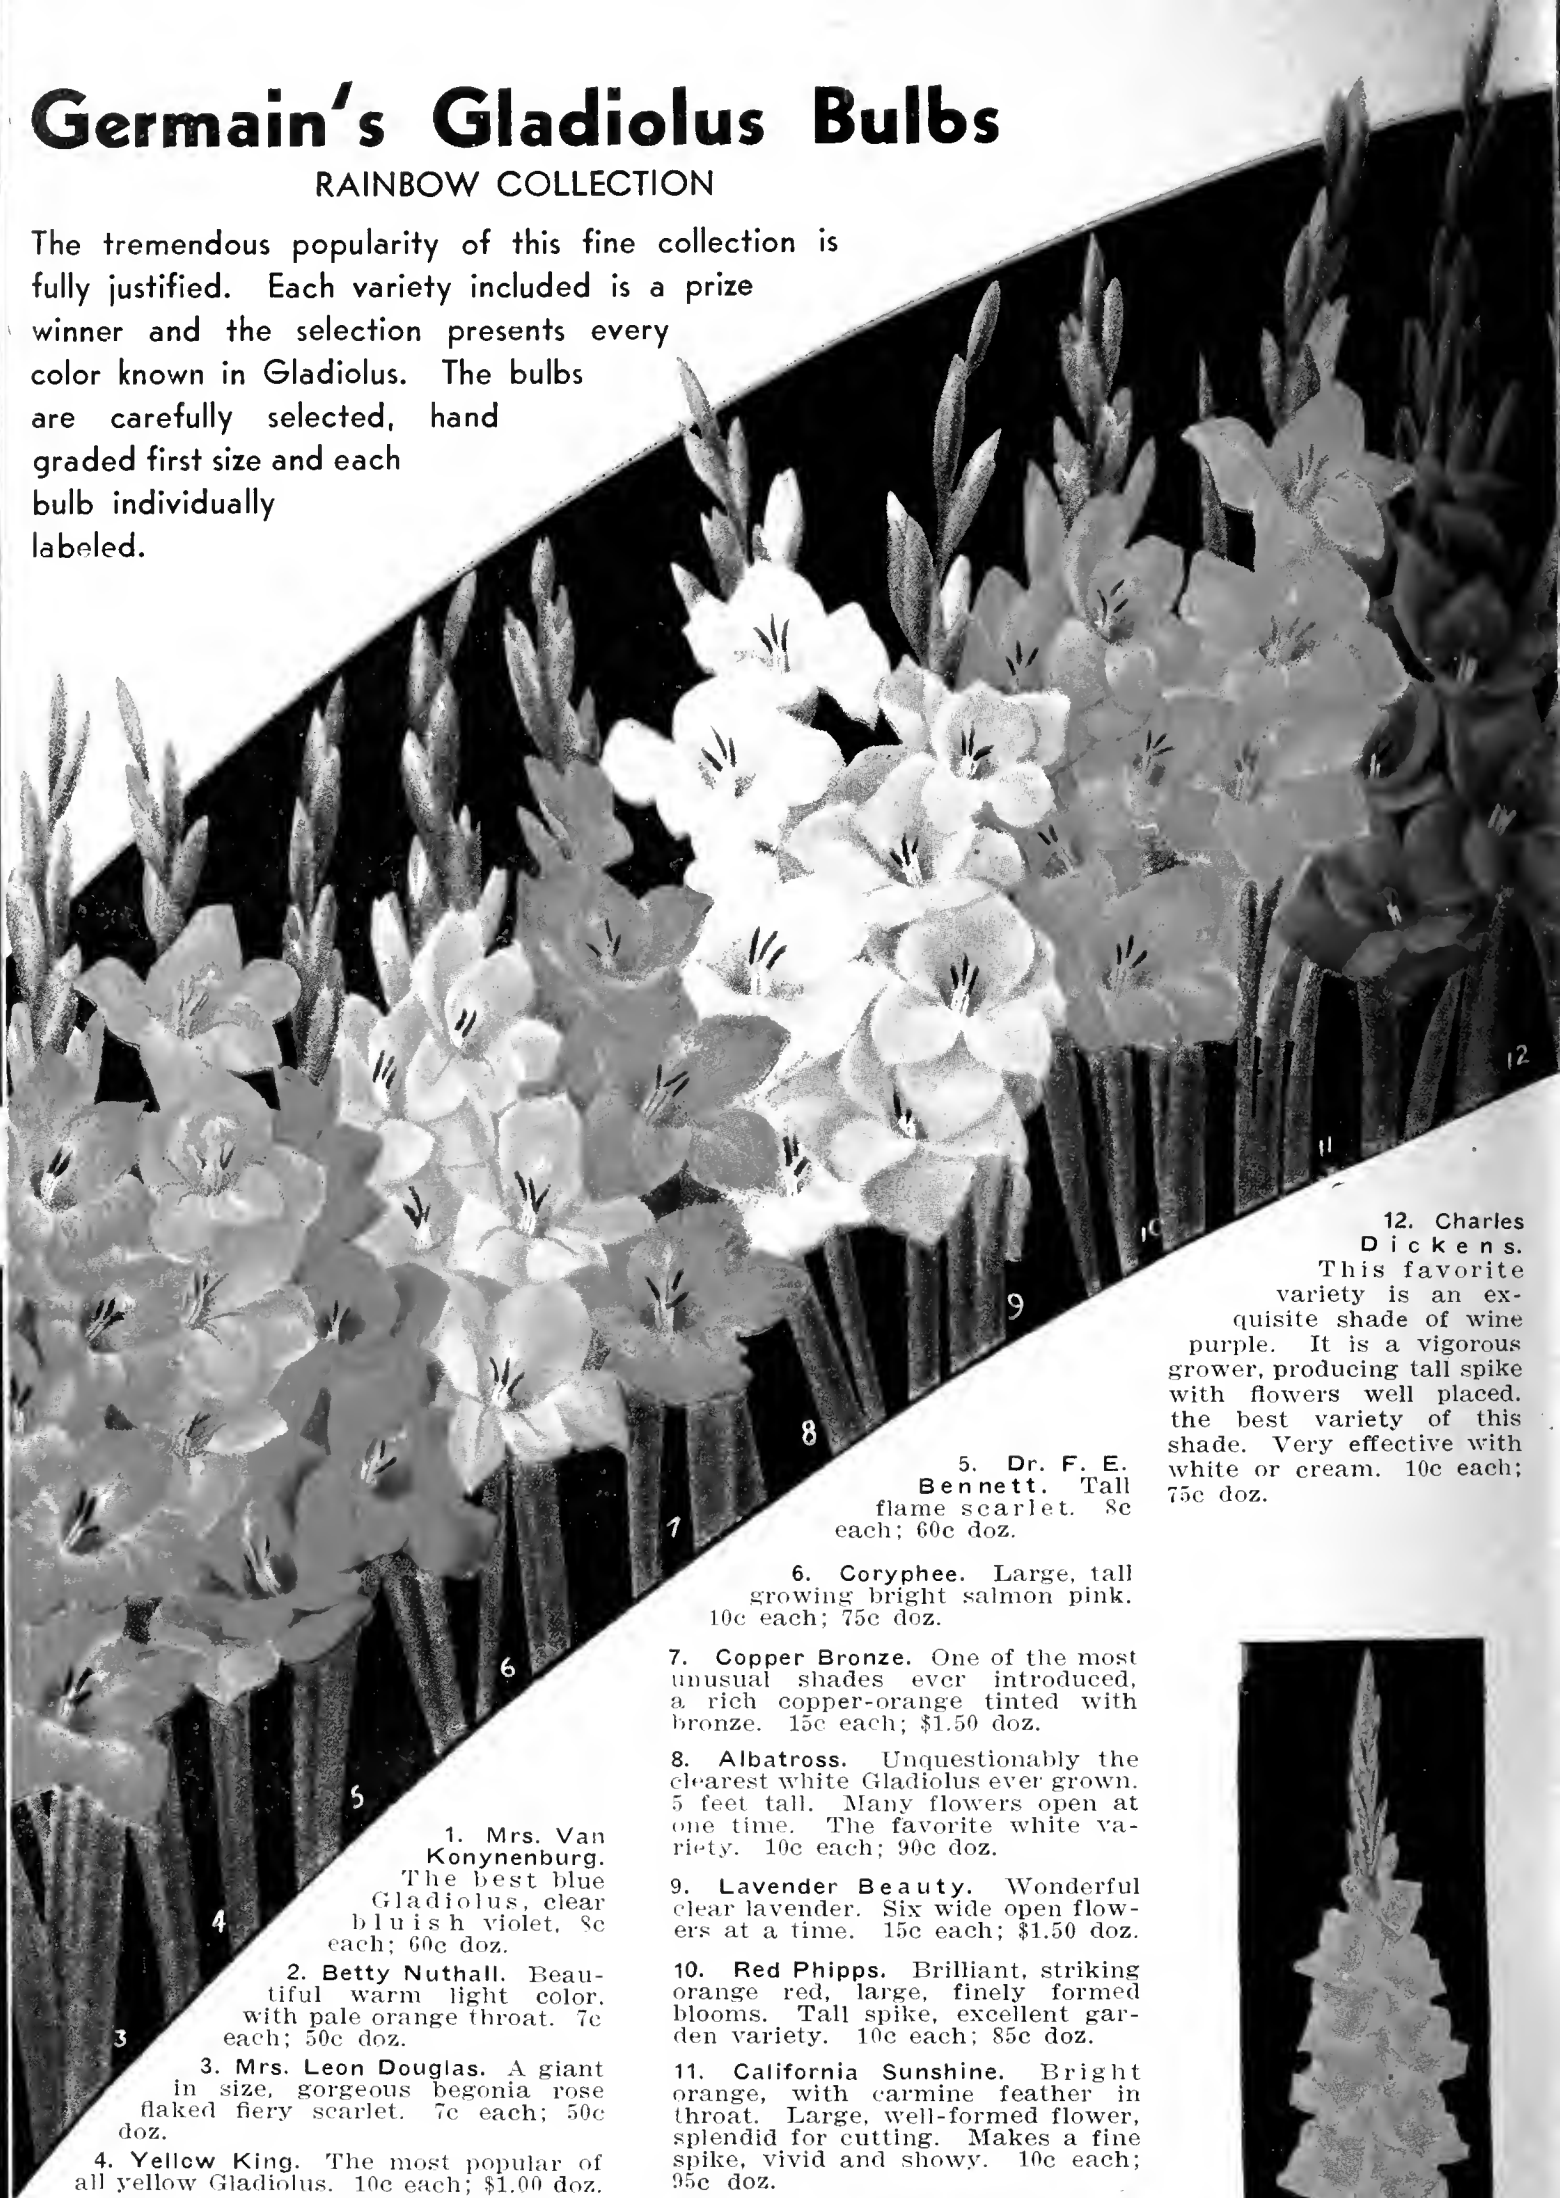 Germain's Gladiolus Bulbs
RAINBOW COLLECTION
The tremendous popularity of this fine collection is
fully justified. Each variety included is a prize
winner and the selection presents every
color known in Gladiolus. The bulbs
are carefully selected, hand
graded first size and each
bulb individually
labeled.
12
11
10
9
8
7
6
5
4
3
1. Mrs. Van
Konynenburg.
The best blue
Gladiolus, clear
bluish violet, 8c
each; 60c doz.
2. Betty Nuthall. Beau-
tiful warm light color,
with pale orange throat. 7c
each; 50c doz.
3. Mrs. Leon Douglas. A giant
in size, gorgeous begonia rose
flaked fiery scarlet. 7c each; 50c
doz.
4. Yellow King. The most popular of
all yellow Gladiolus. 10c each; $1.00 doz.
5. Dr. F. E.
Bennett. Tall
flame scarlet. 8c
each; 60c doz.
6. Coryphee. Large, tall
growing bright salmon pink.
10c each; 75c doz.
7. Copper Bronze. One of the most
unusual shades ever introduced,
a rich copper-orange tinted with
bronze. 15c each; $1.50 doz.
8. Albatross. Unquestionably the
clearest white Gladiolus ever grown.
5 feet tall. Many flowers open at
one time. The favorite white va-
riety. 10c each; 90c doz.
9. Lavender Beauty. Wonderful
clear lavender. Six wide open flow-
ers at a time. 15c each; $1.50 doz.
10. Red Phipps. Brilliant, striking
orange red, large, finely formed
blooms. Tall spike, excellent gar-
den variety. 10c each; 85c doz.
11. California Sunshine. Bright
orange, with carmine feather in
throat. Large, well-formed flower,
splendid for cutting. Makes a fine
spike, vivid and showy. 10c each;
95c doz.
12. Charles
Dickens.
This favorite
variety is an ex-
quisite shade of wine
purple. It is a vigorous
grower, producing tall spike
with flowers well placed.
the best variety of this
shade. Very effective with
white or cream. 10c each;
75c doz.